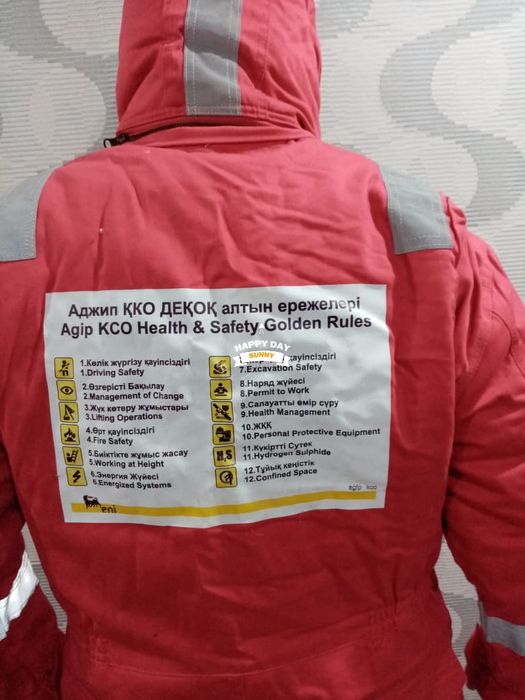 Аджип ҚКО ДЕҚОҚ алтын ережелері
Agip KCO Health & Safety Golden Rules
HAPPY DAY
SUNNY
1.Көлік жүргізу қауіпсіздігі
1.Driving Safety
2.Өзгерісті Бақылау
2.Management of Change
3.Жүк көтеру жұмыстары
3.Lifting Operations
4.Өрт қауіпсіздігі
4.Fire Safety
5.Биіктікте жұмыс жасау
5.Working at Height
6.Энергия Жүйесі
6.Energized Systems
қауіпсіздігі
7.Excavation Safety
8.Наряд жүйесі
8.Permit to Work
9.Салауатты өмір сүру
9.Health Management
10.ЖҚҚ
10.Personal Protective Equipment
11.Күкіртті Сутек
11.Hydrogen Sulphide
12.Тұйық кеңістік
12.Confined Space
H2S
eni
agip kco